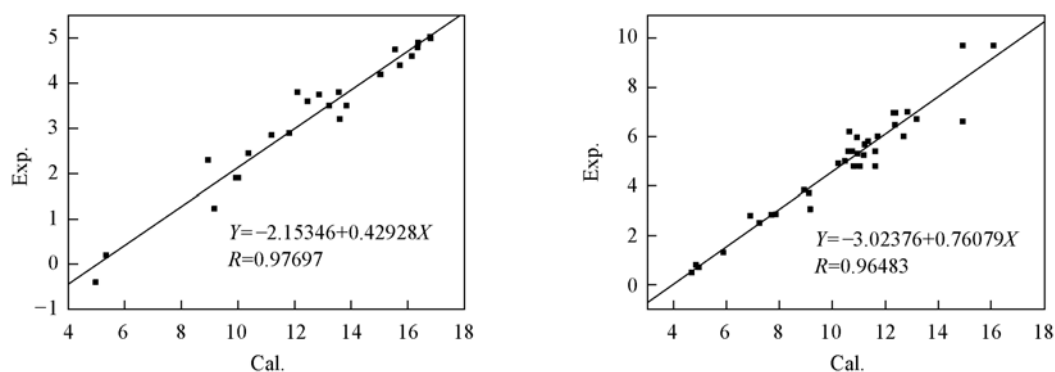 5
4
3
2
1
0
−1
Exp.
Y=−2.15346+0.42928X
R=0.97697
4 6 8 10 12 14 16 18
Cal.
10
8
6
4
2
0
Exp.
Y=−3.02376+0.76079X
R=0.96483
4 6 8 10 12 14 16 18
Cal.